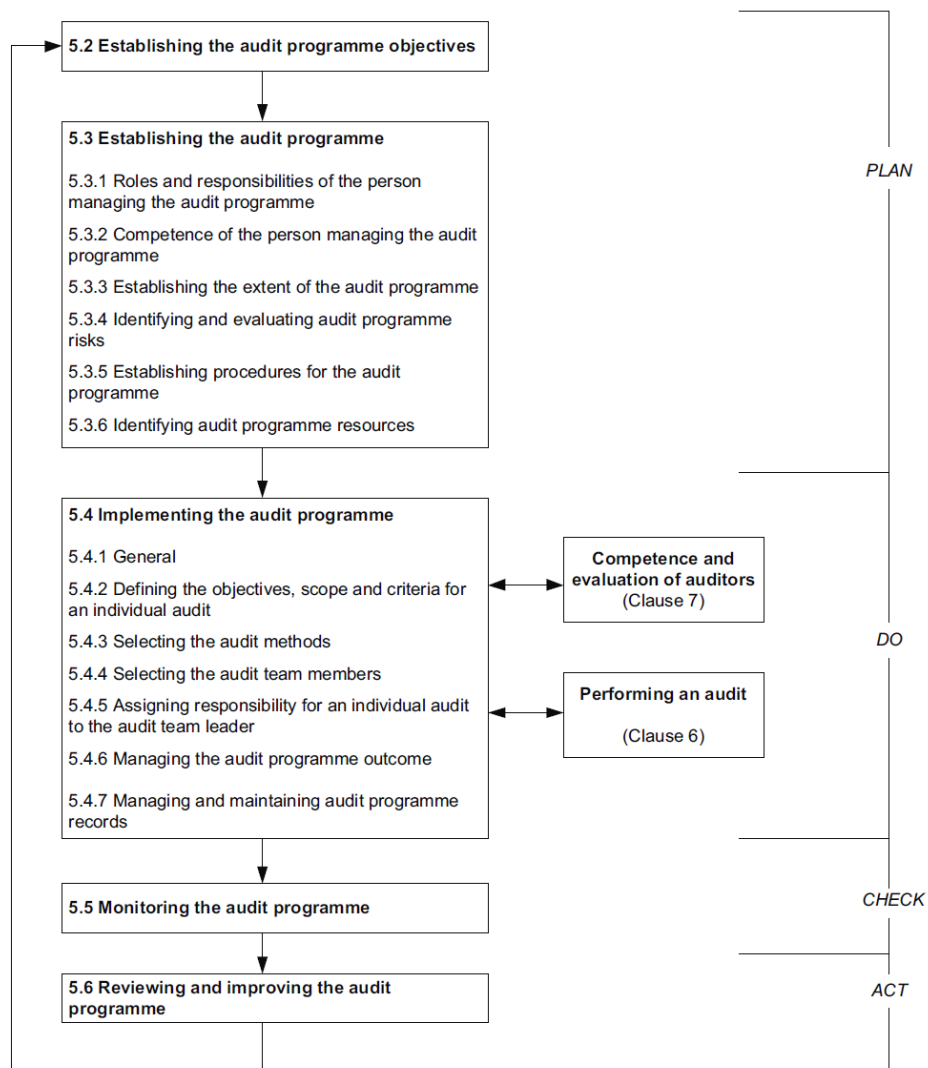 5.2 Establishing the audit programme objectives
5.3 Establishing the audit programme
5.3.1 Roles and responsibilities of the person
managing the audit programme
5.3.2 Competence of the person managing the audit
programme
5.3.3 Establishing the extent of the audit programme
5.3.4 Identifying and evaluating audit programme
risks
5.3.5 Establishing procedures for the audit
programme
5.3.6 Identifying audit programme resources
PLAN
5.4 Implementing the audit programme
5.4.1 General
5.4.2 Defining the objectives, scope and criteria for
an individual audit
5.4.3 Selecting the audit methods
5.4.4 Selecting the audit team members
5.4.5 Assigning responsibility for an individual audit
to the audit team leader
5.4.6 Managing the audit programme outcome
5.4.7 Managing and maintaining audit programme
records
Competence and
evaluation of auditors
(Clause 7)
Performing an audit
(Clause 6)
DO
5.5 Monitoring the audit programme
CHECK
5.6 Reviewing and improving the audit
programme
ACT